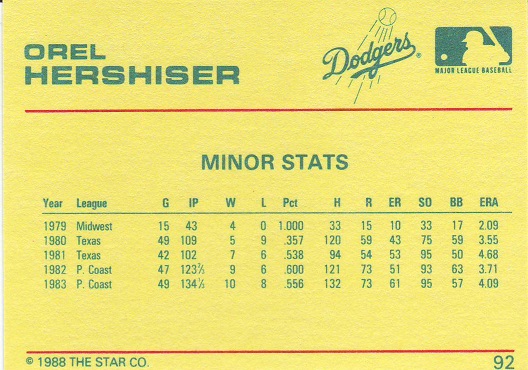 OREL
HERSHISER
Dodgers®
MAJOR LEAGUE BASEBALL
MINOR STATS
Year League G IP W L Pct H R ER SO BB ERA
1979 Midwest 15 43 4 0 1.000 33 15 10 33 17 2.09
1980 Texas 49 109 5 9 .357 120 59 43 75 59 3.55
1981 Texas 42 102 7 6 .538 94 54 53 95 50 4.68
1982 P. Coast 47 123⅔ 9 6 .600 121 73 51 93 63 3.71
1983 P. Coast 49 134⅓ 10 8 .556 132 73 61 95 57 4.09
© 1988 THE STAR CO. 92